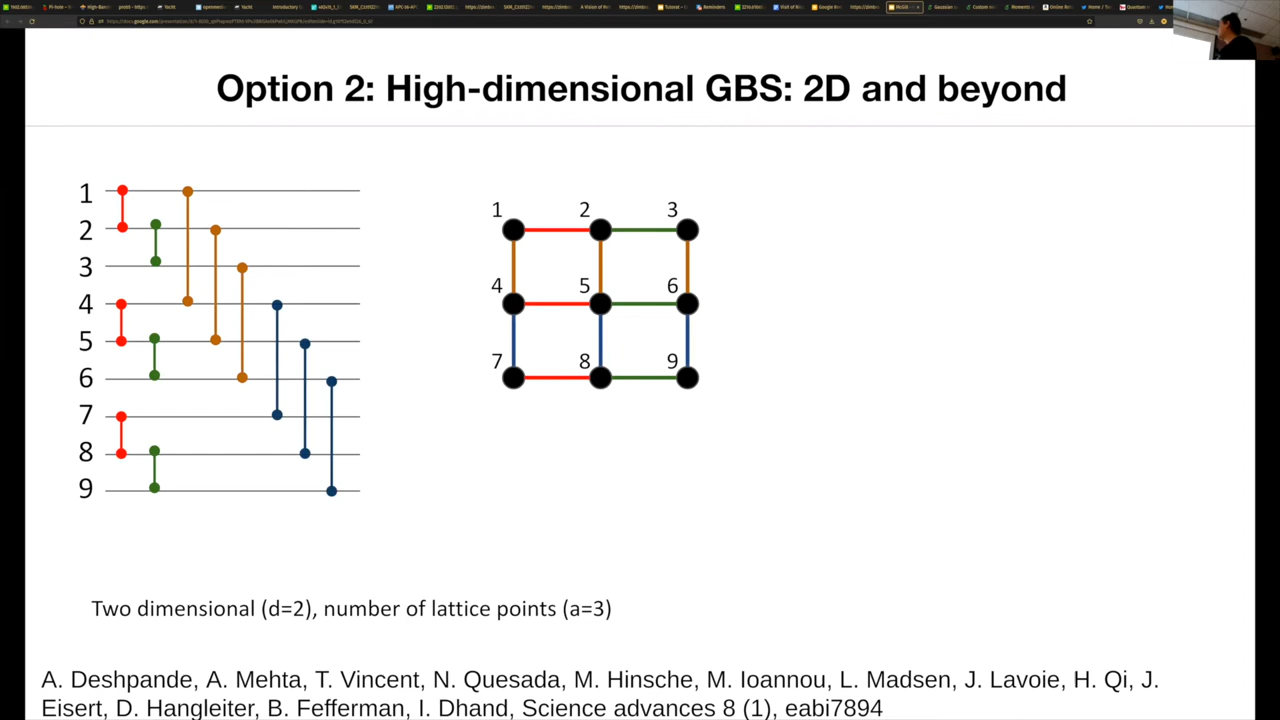 Option 2: High-dimensional GBS: 2D and beyond
1
2
3
4
5
6
7
8
9
1 2 3
4 5 6
7 8 9
Two dimensional (d=2), number of lattice points (a=3)
A. Deshpande, A. Mehta, T. Vincent, N. Quesada, M. Hinsche, M. Ioannou, L. Madsen, J. Lavoie, H. Qi, J.
Eisert, D. Hangleiter, B. Fefferman, I. Dhand, Science advances 8 (1), eabi7894